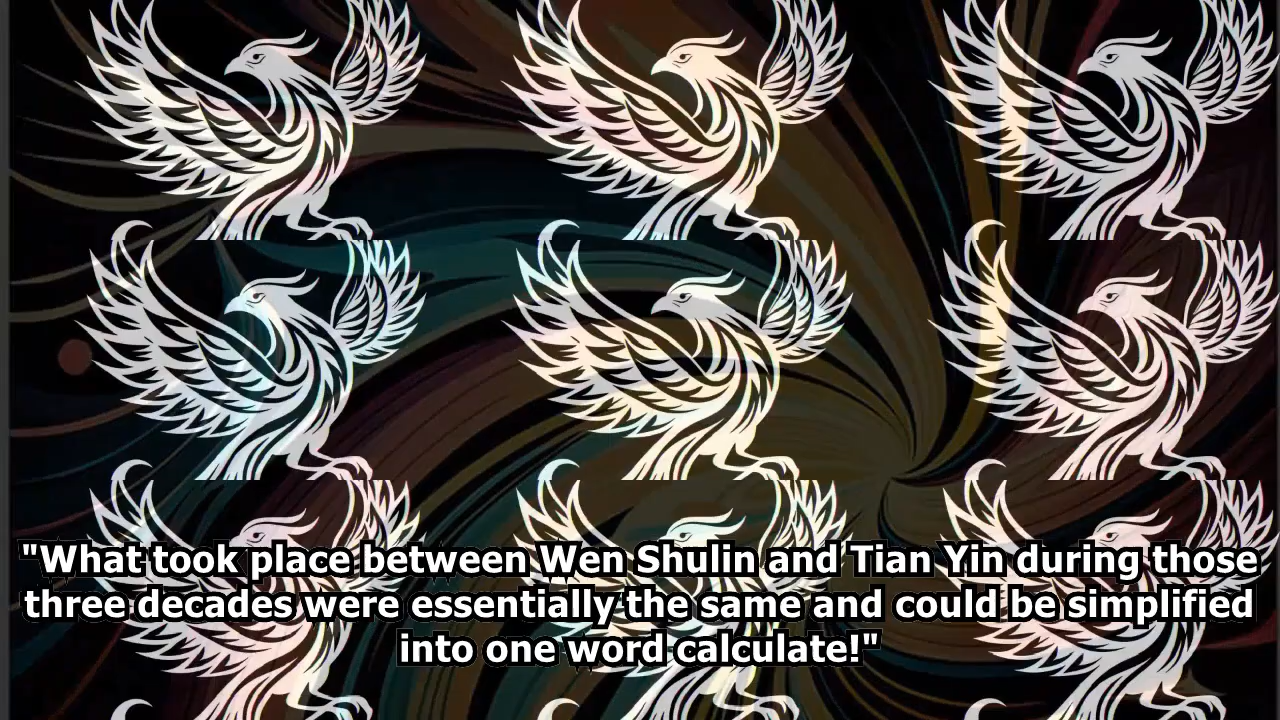 "What took place between Wen Shulin and Tian Yin during those
three decades were essentially the same and could be simplified
into one word calculate!"